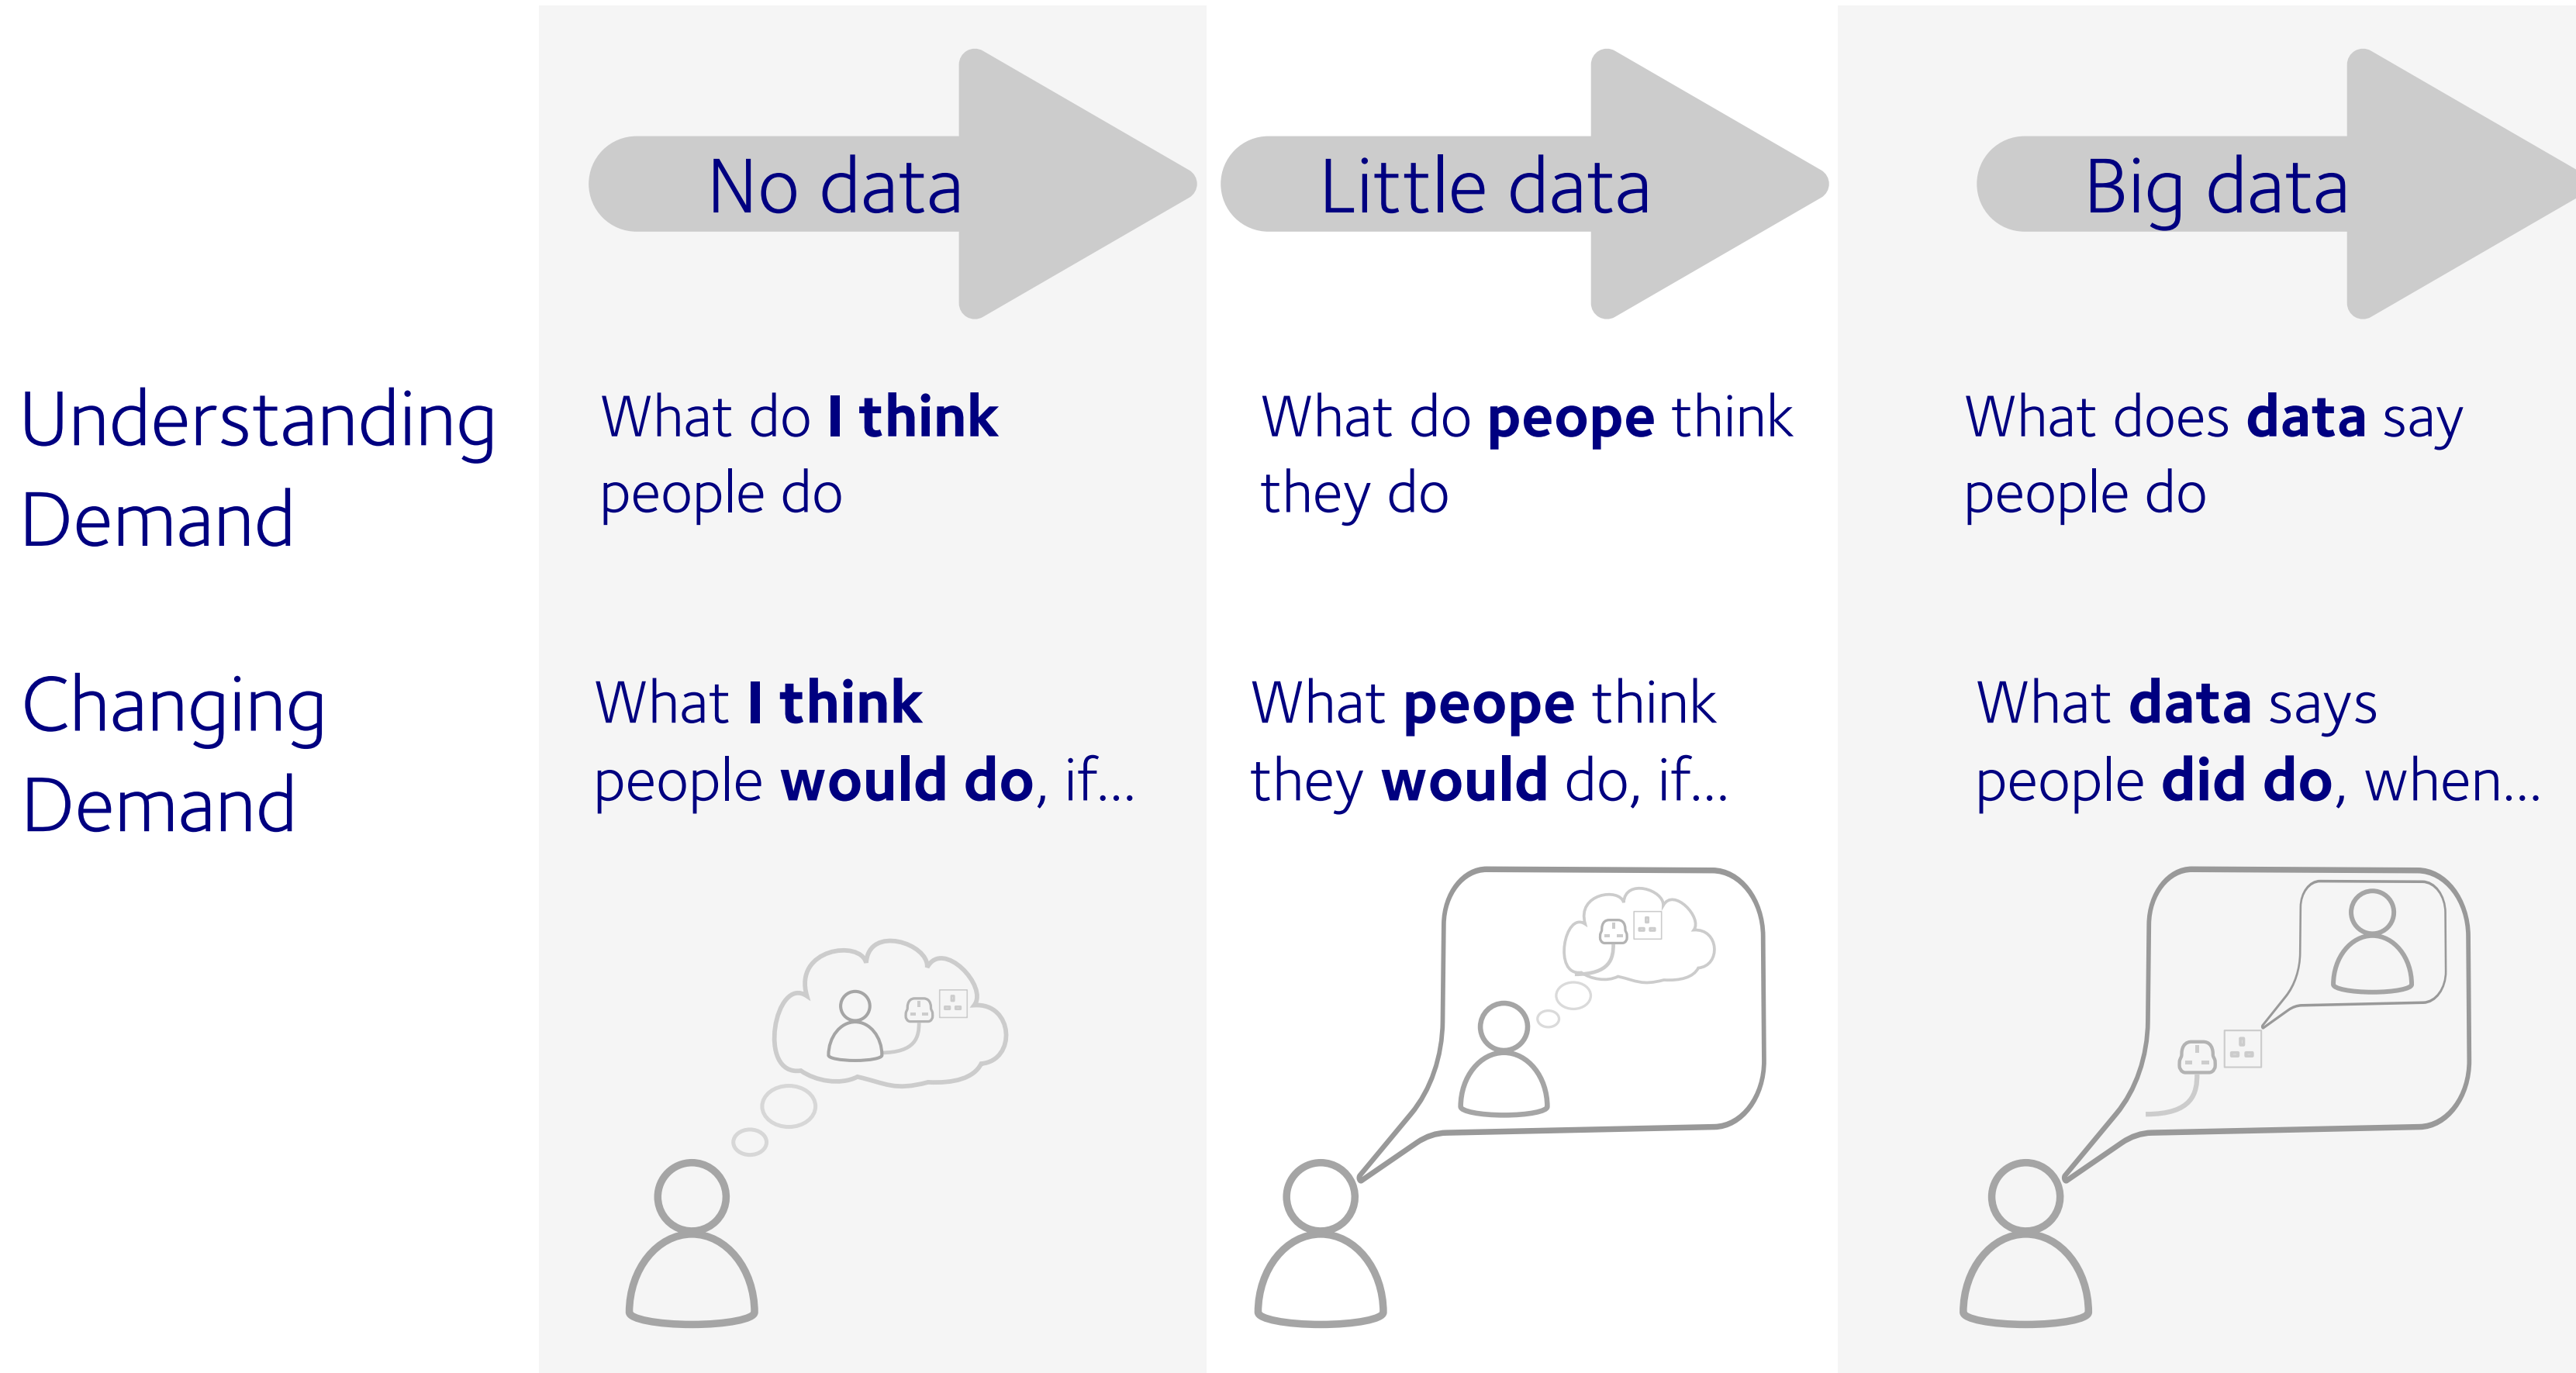 No data
Little data
Big data
Understanding
Demand
What do I think
people do
What do peope think
they do
What does data say
people do
Changing
Demand
What I think
people would do, if...
What peope think
they would do, if...
What data says
people did do, when...